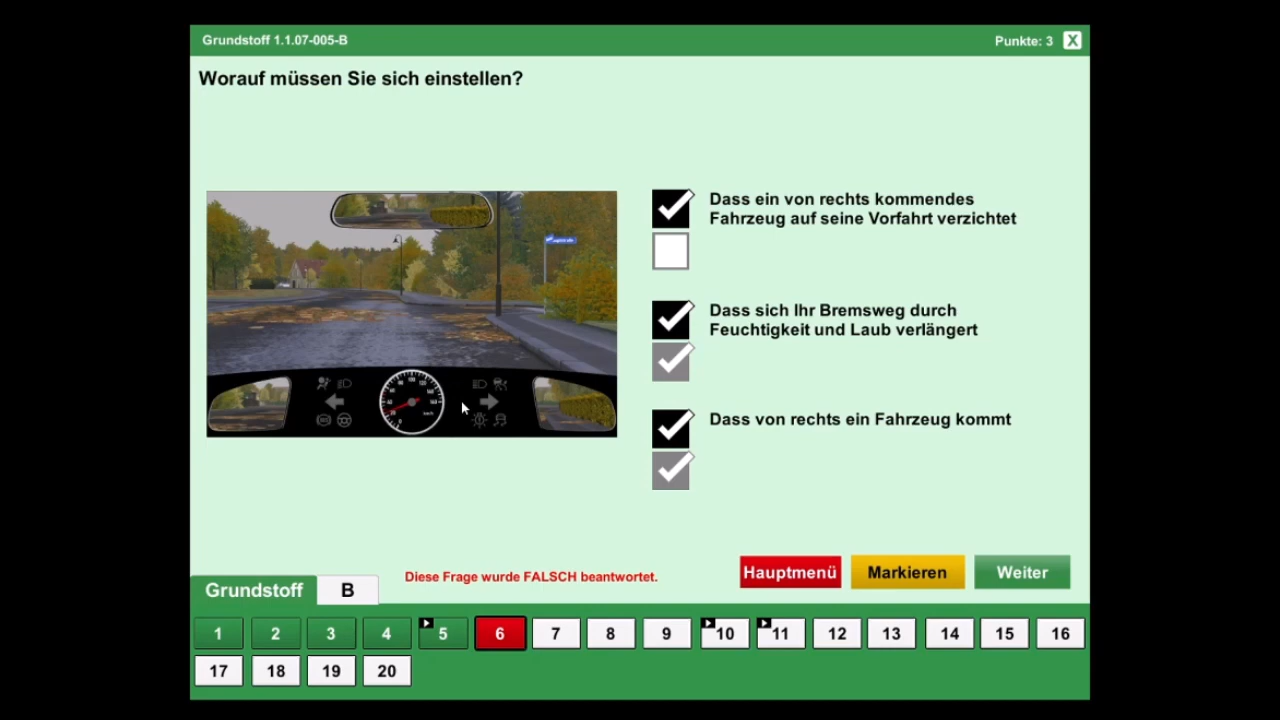 Grundstoff 1.1.07-005-B
Punkte: 3 X
Worauf müssen Sie sich einstellen?
Dass ein von rechts kommendes
Fahrzeug auf seine Vorfahrt verzichtet
Dass sich Ihr Bremsweg durch
Feuchtigkeit und Laub verlängert
Dass von rechts ein Fahrzeug kommt
Diese Frage wurde FALSCH beantwortet.
Hauptmenü Markieren Weiter
Grundstoff B
1 2 3 4 5 6 7 8 9 10 11 12 13 14 15 16
17 18 19 20